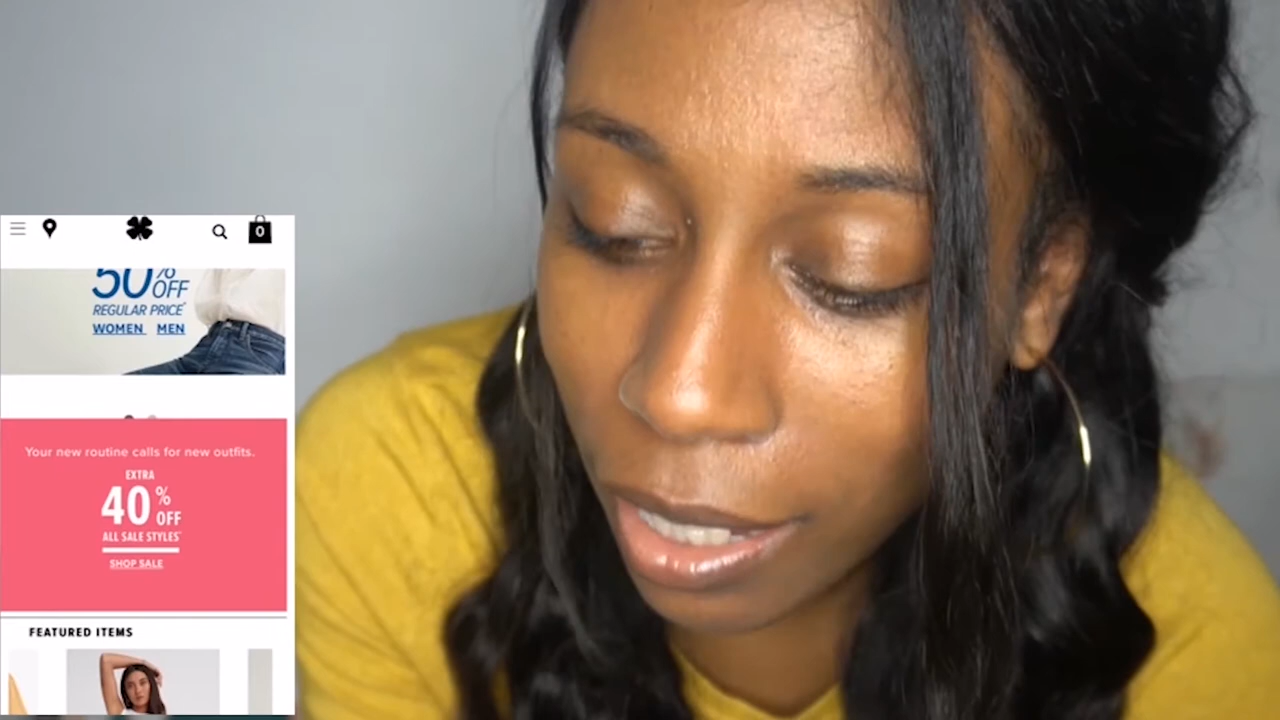 0
50%
OFF
REGULAR PRICE*
WOMEN MEN
Your new routine calls for new outfits.
EXTRA
40%
OFF
ALL SALE STYLES*
SHOP SALE
FEATURED ITEMS